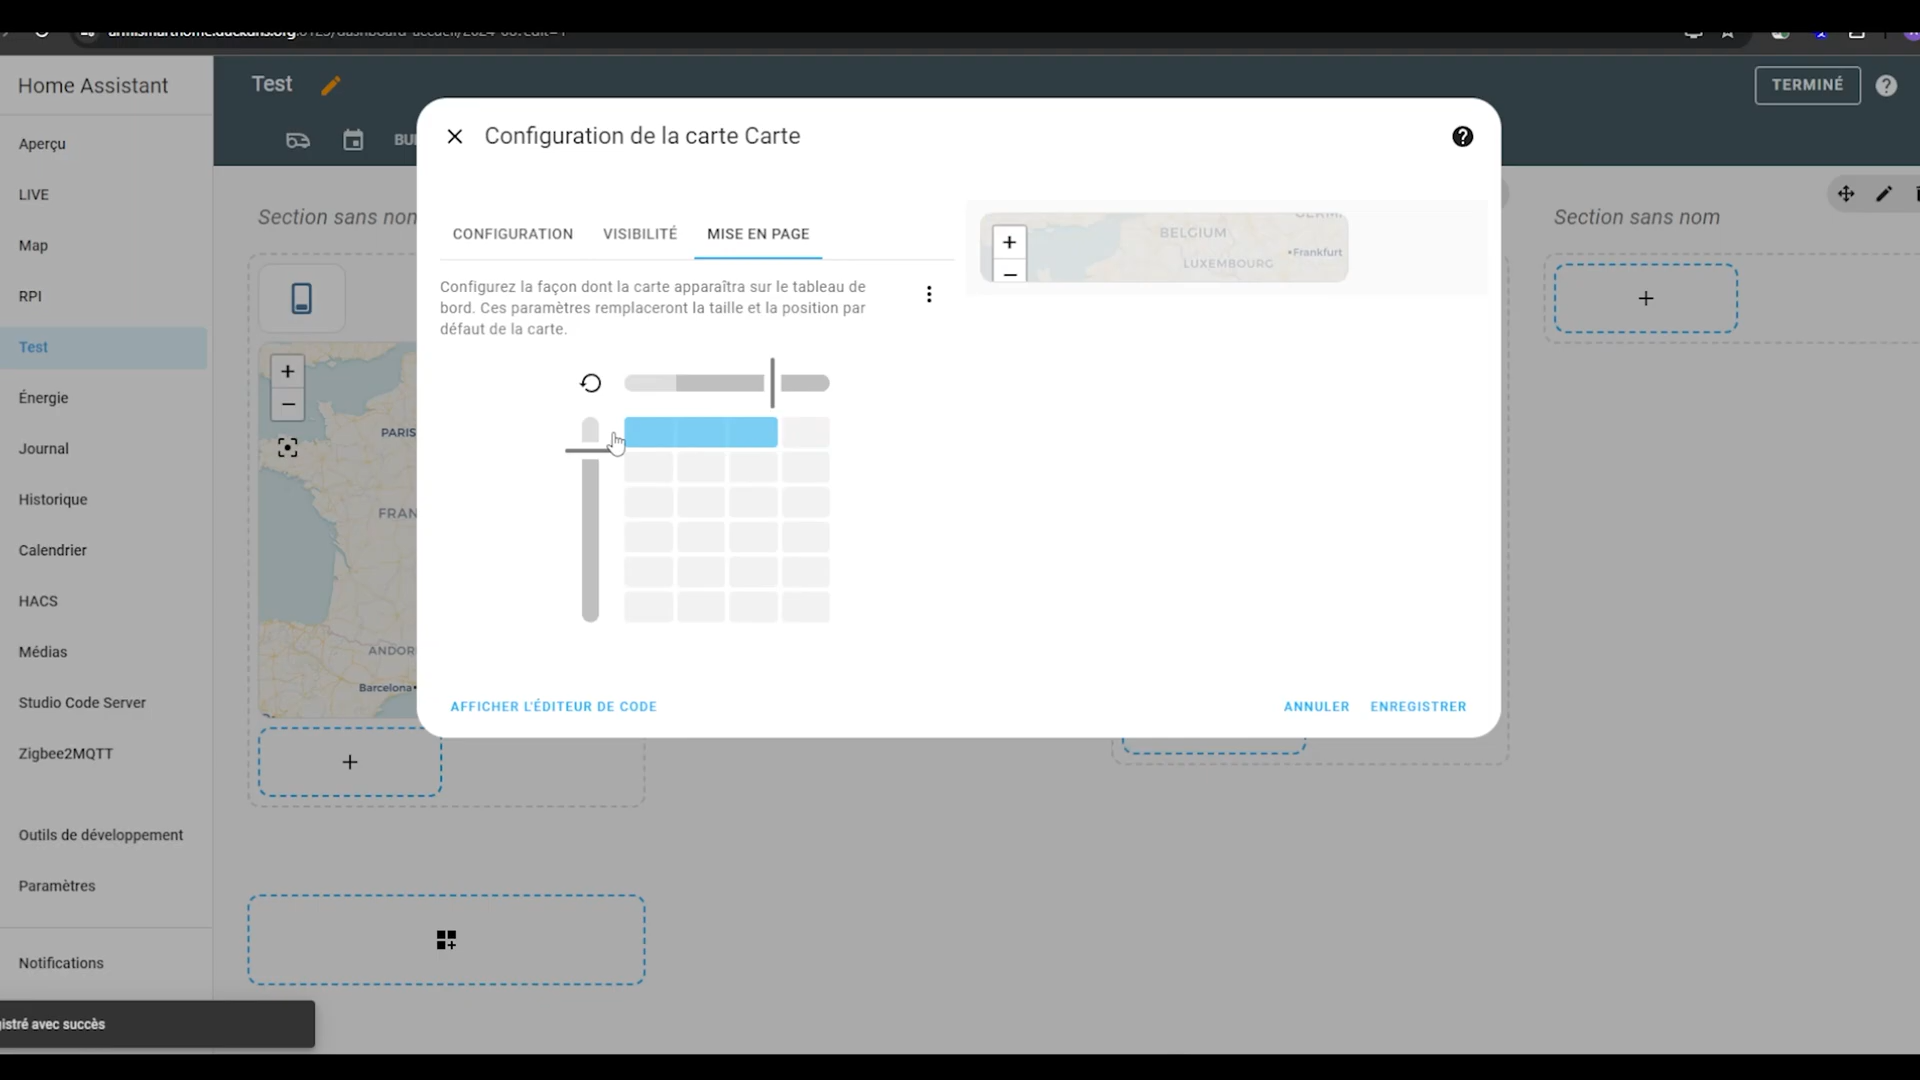 Home Assistant
Aperçu
LIVE
Map
RPI
Test
Énergie
Journal
Historique
Calendrier
HACS
Médias
Studio Code Server
Zigbee2MQTT
Outils de développement
Paramètres
Notifications
istré avec succès
Test
TERMINÉ
BU
Section sans nom
Section sans nom
PARIS
FRAN
ANDOR
Barcelona
Configuration de la carte Carte
CONFIGURATION
VISIBILITÉ
MISE EN PAGE
Configurez la façon dont la carte apparaîtra sur le tableau de
bord. Ces paramètres remplaceront la taille et la position par
défaut de la carte.
BELGIUM
Frankfurt
LUXEMBOURG
AFFICHER L'ÉDITEUR DE CODE
ANNULER
ENREGISTRER